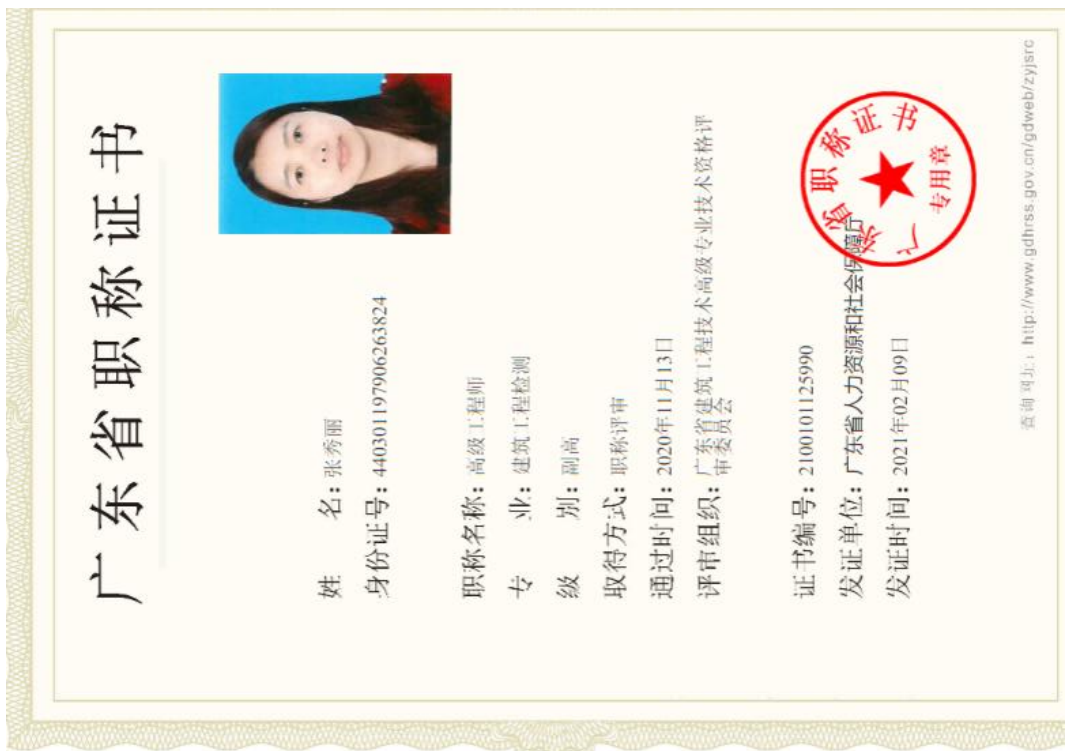 广东省职称证书
姓 名：张秀丽
身份证号：440301197906263824
职称名称：高级工程师
专 业：建筑工程检测
级 别：副高
取得方式：职称评审
通过时间：2020年11月13日
评审组织：广东省建筑工程技术高级专业技术资格评
审委员会
证书编号：2100101125990
发证单位：广东省人力资源和社会保障厅
发证时间：2021年02月09日
广东省职称证书
专用章
查询网址：http://www.gdhrss.gov.cn/gdweb/zyjsrc